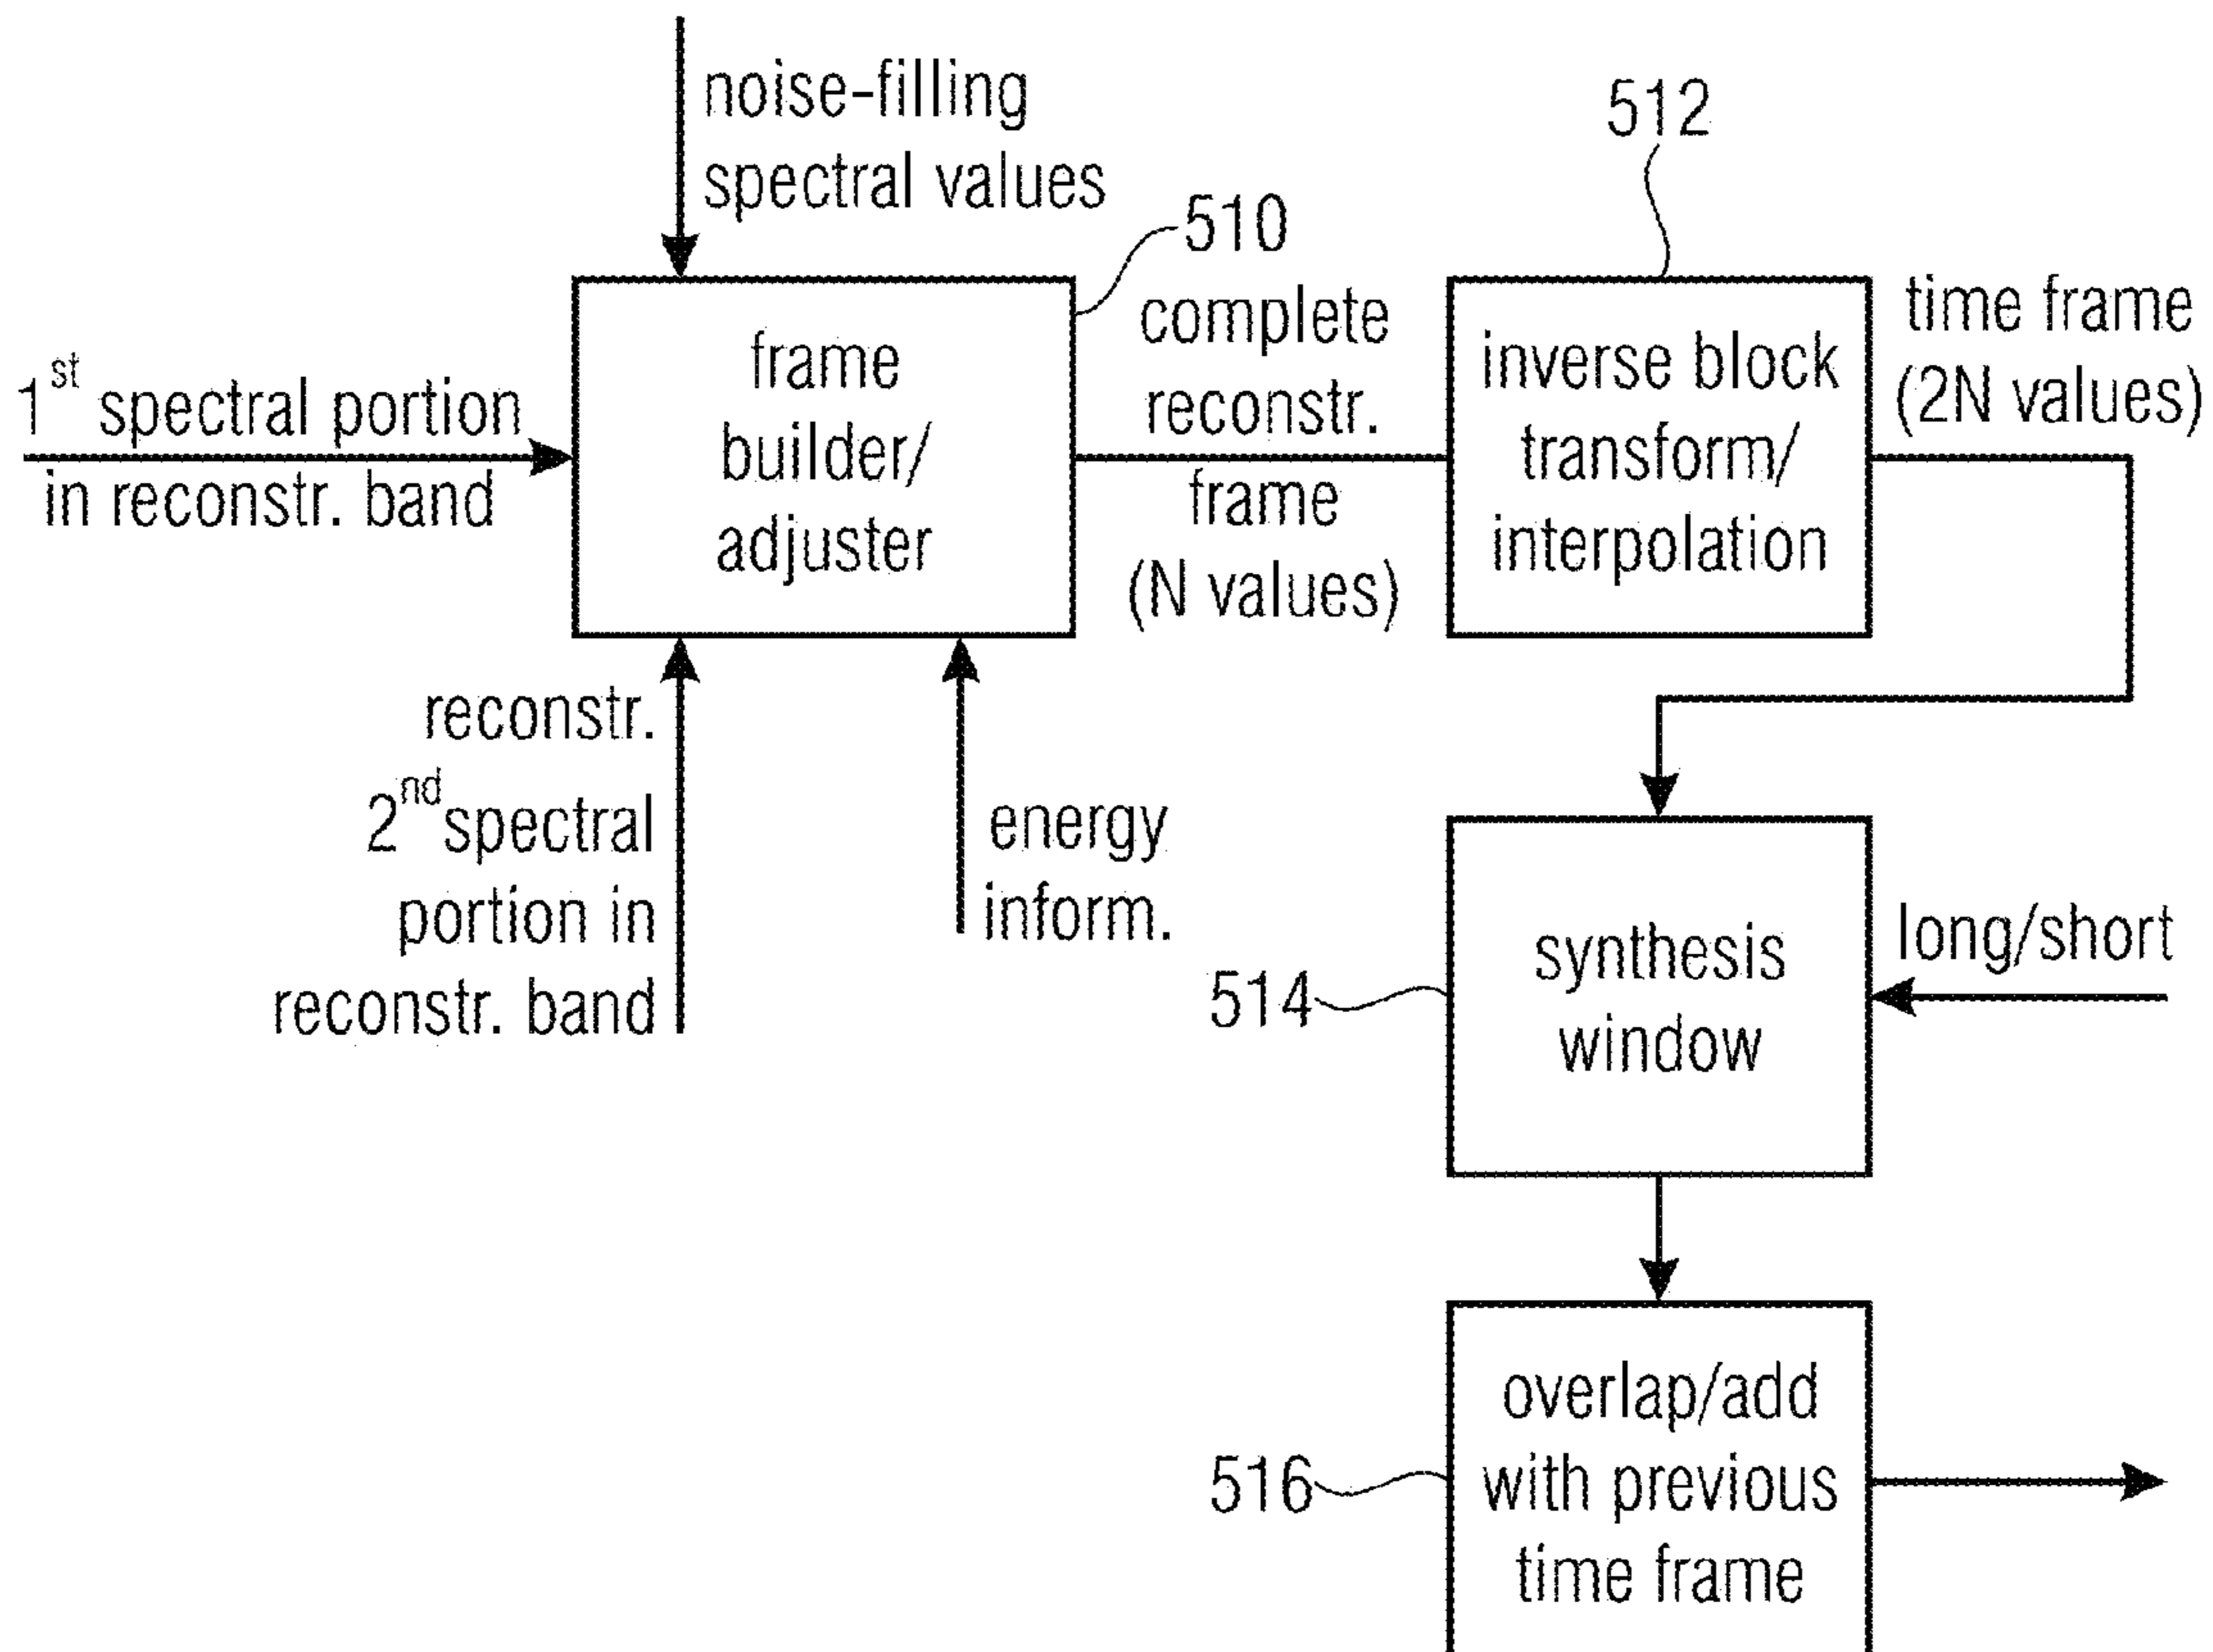 noise-filling
spectral values
512
510
1st spectral portion
in reconstr. band
frame
builder/
adjuster
complete
reconstr.
frame
(N values)
inverse block
transform/
interpolation
time frame
(2N values)
reconstr.
2nd spectral
portion in
reconstr. band
energy
inform.
514
synthesis
window
long/short
516
overlap/add
with previous
time frame